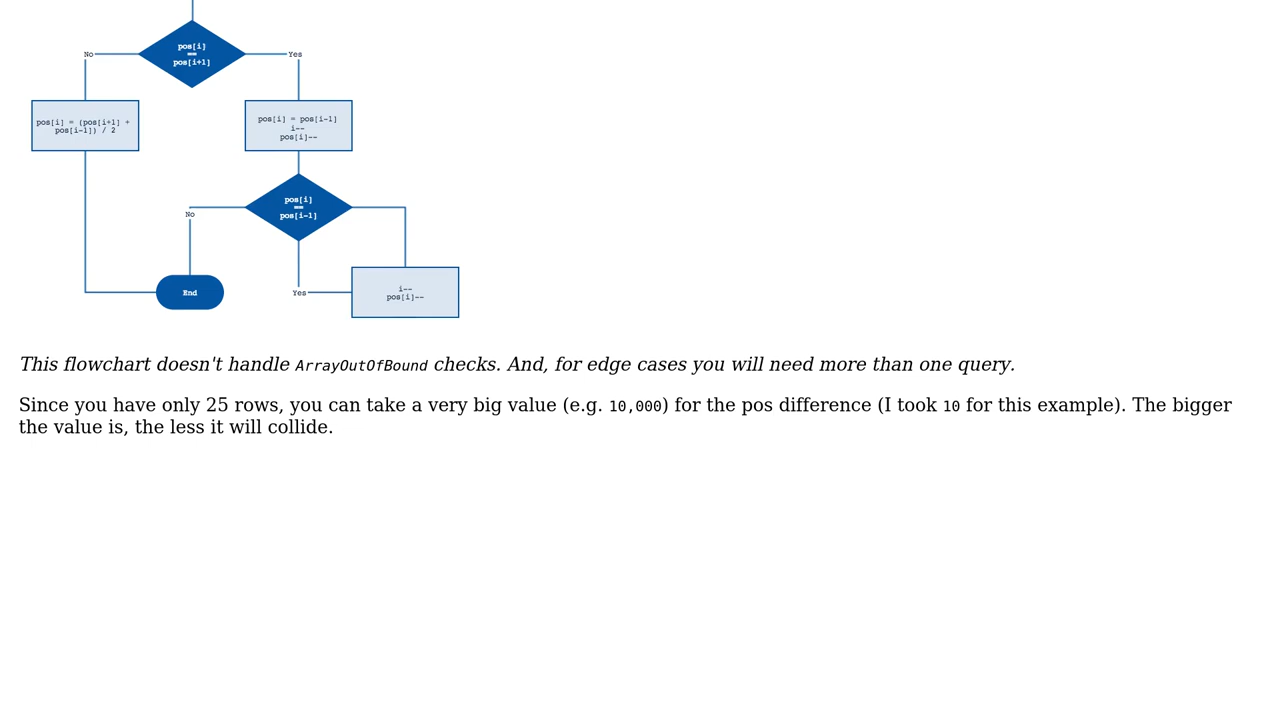 pos[i]
==
pos[i+1]
No
Yes
pos[i] = (pos[i+1] +
pos[i-1]) / 2
pos[i] = pos[i-1]
i--
pos[i]--
pos[i]
==
pos[i-1]
No
End
Yes
i--
pos[i]--
This flowchart doesn't handle ArrayOutOfBound checks. And, for edge cases you will need more than one query.
Since you have only 25 rows, you can take a very big value (e.g. 10,000) for the pos difference (I took 10 for this example). The bigger
the value is, the less it will collide.